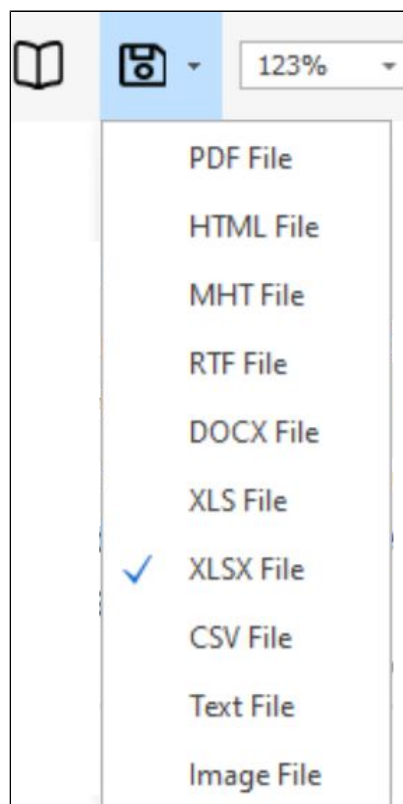 123%
PDF File
HTML File
MHT File
RTF File
DOCX File
XLS File
XLSX File
CSV File
Text File
Image File